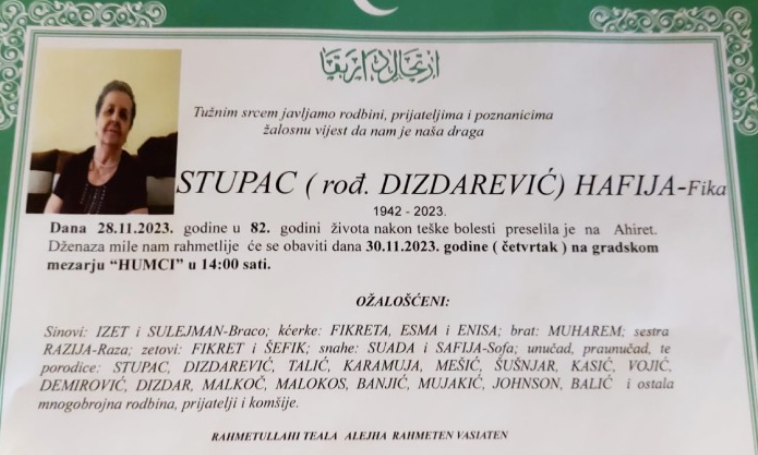 Tužnim srcem javljamo rodbini, prijateljima i poznanicima
žalosnu vijest da nam je naša draga
STUPAC ( rođ. DIZDAREVIĆ) HAFIJA-Fika
1942 - 2023.
Dana 28.11.2023. godine u 82. godini života nakon teške bolesti preselila je na Ahiret.
Dženaza mile nam rahmetlije će se obaviti dana 30.11.2023. godine ( četvrtak ) na gradskom
mezarju “HUMCI” u 14:00 sati.
OŽALOŠĆENI:
Sinovi: IZET i SULEJMAN-Braco; kćerke: FIKRETA, ESMA i ENISA; brat: MUHAREM; sestra
RAZIJA-Raza; zetovi: FIKRET i ŠEFIK; snahe: SUADA i SAFIJA-Sofa; unučad, praunučad, te
porodice: STUPAC, DIZDAREVIĆ, TALIĆ, KARAMUJA, MEŠIĆ, ŠUŠNJAR, KASIĆ, VOJIĆ,
DEMIROVIĆ, DIZDAR, MALKOČ, MALOKOS, BANJIĆ, MUJAKIĆ, JOHNSON, BALIĆ i ostala
mnogobrojna rodbina, prijatelji i komšije.
RAHMETULLAHI TEALA ALEJHA RAHMETEN VASIATEN